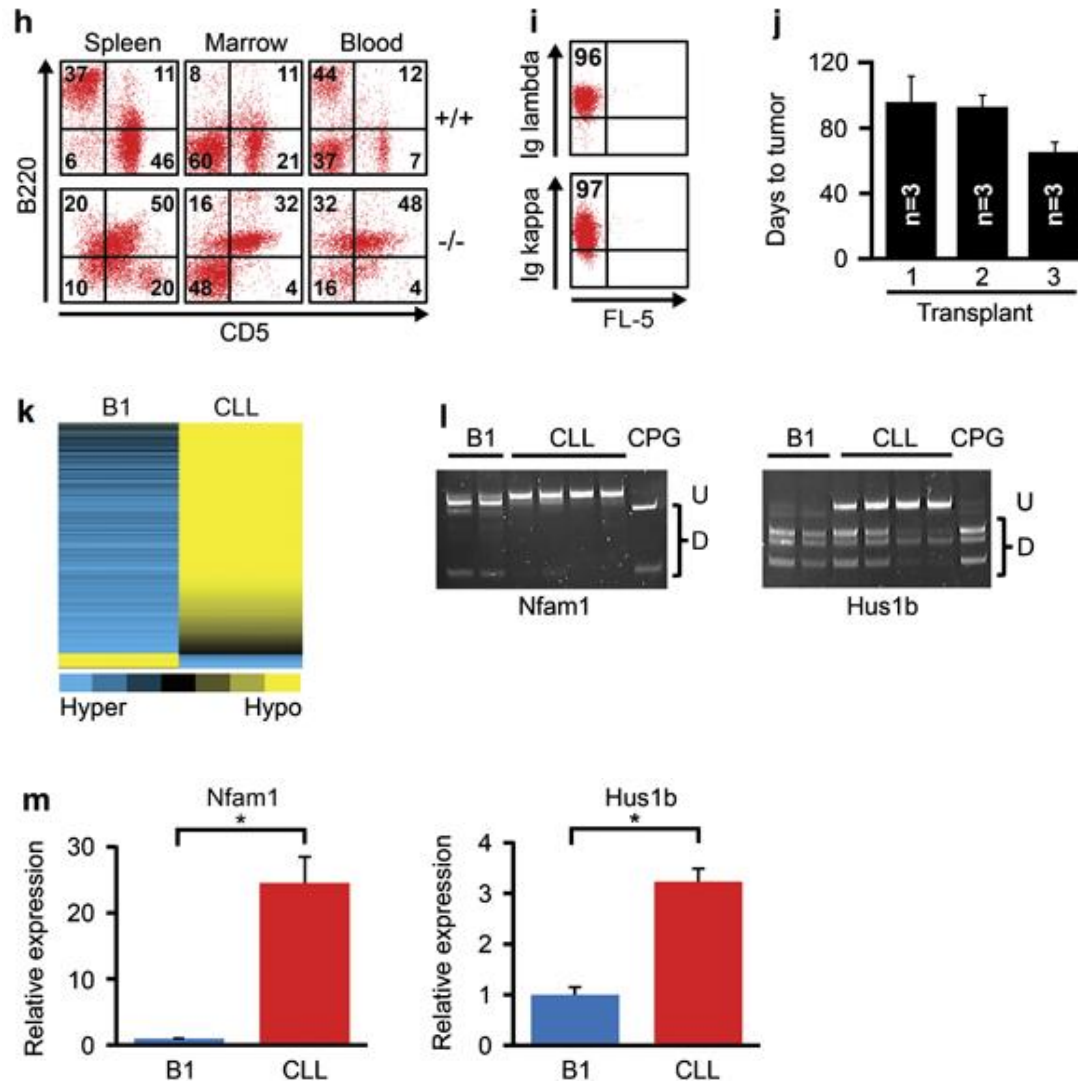 h
Spleen Marrow Blood
37 11 8 11 44 12
6 46 60 21 37 7
+/+
20 50 16 32 32 48
10 20 48 4 16 4
-/-
B220
CD5
i
96
Ig lambda
97
Ig kappa
FL-5
j
120
80
40
0
Days to tumor
n=3 n=3 n=3
1 2 3
Transplant
k
B1 CLL
Hyper Hypo
l
B1 CLL CPG
U
D
Nfam1
B1 CLL CPG
U
D
Hus1b
m
Nfam1
*
30
20
10
0
Relative expression
B1 CLL
Hus1b
*
4
3
2
1
0
Relative expression
B1 CLL